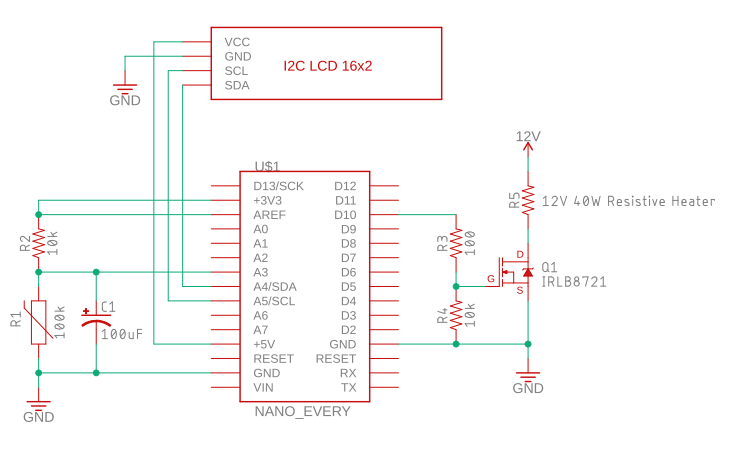 VCC
GND
SCL
SDA
I2C LCD 16x2
GND
12V
U$1
D13/SCK D12
+3V3 D11
AREF D10
A0 D9
A1 D8
A2 D7
A3 D6
A4/SDA D5
A5/SCL D4
A6 D3
A7 D2
+5V GND
RESET RESET
GND RX
VIN TX
NANO_EVERY
R5
12V 40W Resistive Heater
R2
10k
R3
100
D
G
S
Q1
IRLB8721
R1
100k
C1
100uF
R4
10k
GND
GND